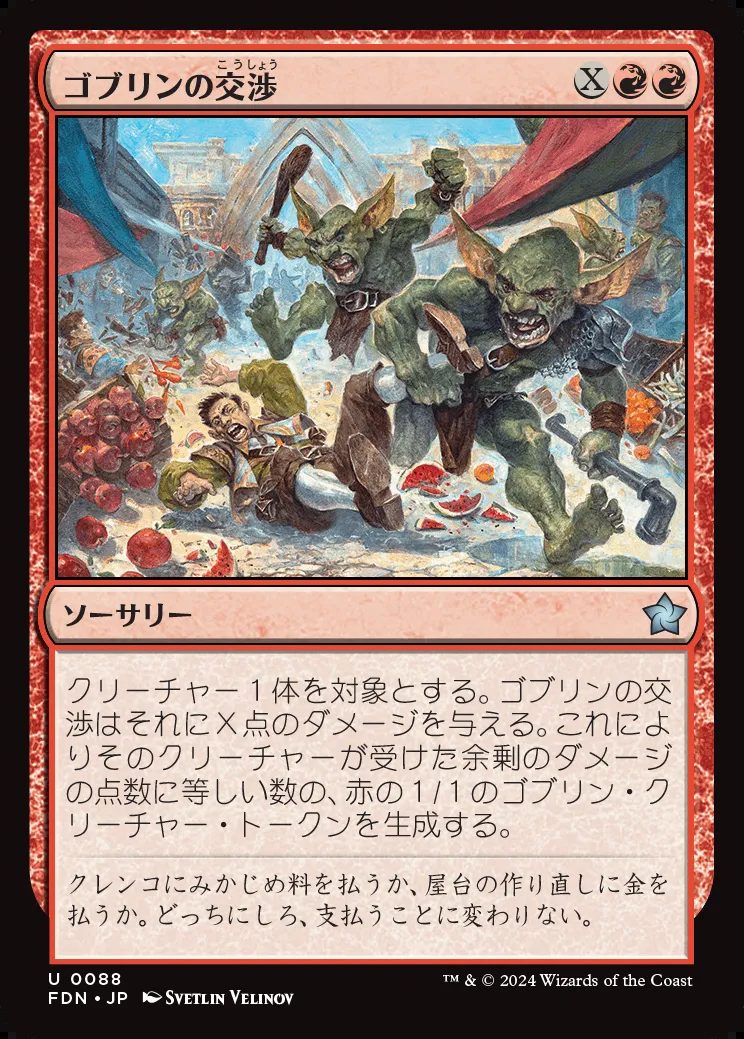 こうしょう
ゴブリンの交渉 X
ソーサリー
クリーチャー1体を対象とする。ゴブリンの交
渉はそれにX点のダメージを与える。これによ
りそのクリーチャーが受けた余剰のダメージ
の点数に等しい数の、赤の1/1のゴブリン・ク
リーチャー・トークンを生成する。
クレンコにみかじめ料を払うか、屋台の作り直しに金を
払うか。どっちにしろ、支払うことに変わりない。
U 0088
FDN • JP Svetlin Velinov
™ & © 2024 Wizards of the Coast